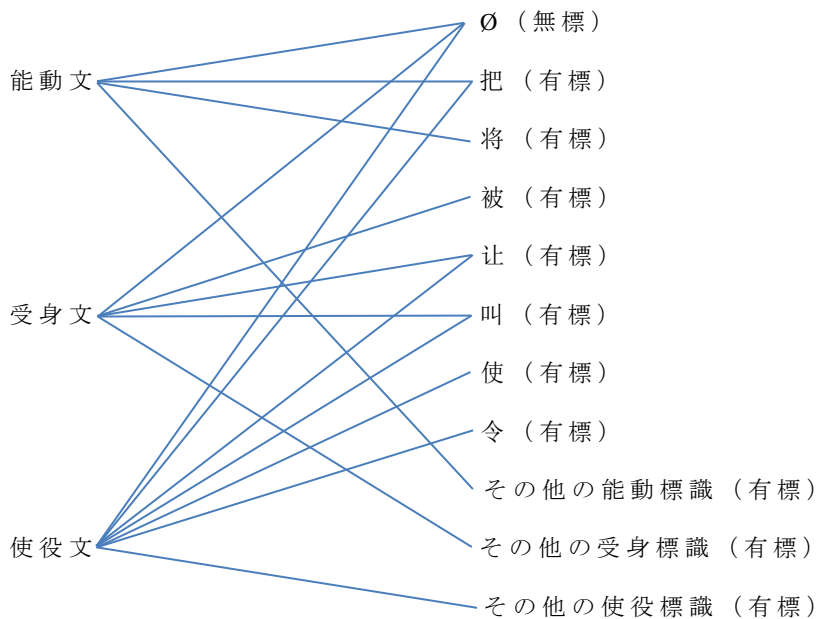 Ø（無標）
能動文
把（有標）
将（有標）
被（有標）
让（有標）
受身文
叫（有標）
使（有標）
令（有標）
その他の能動標識（有標）
使役文
その他の受身標識（有標）
その他の使役標識（有標）